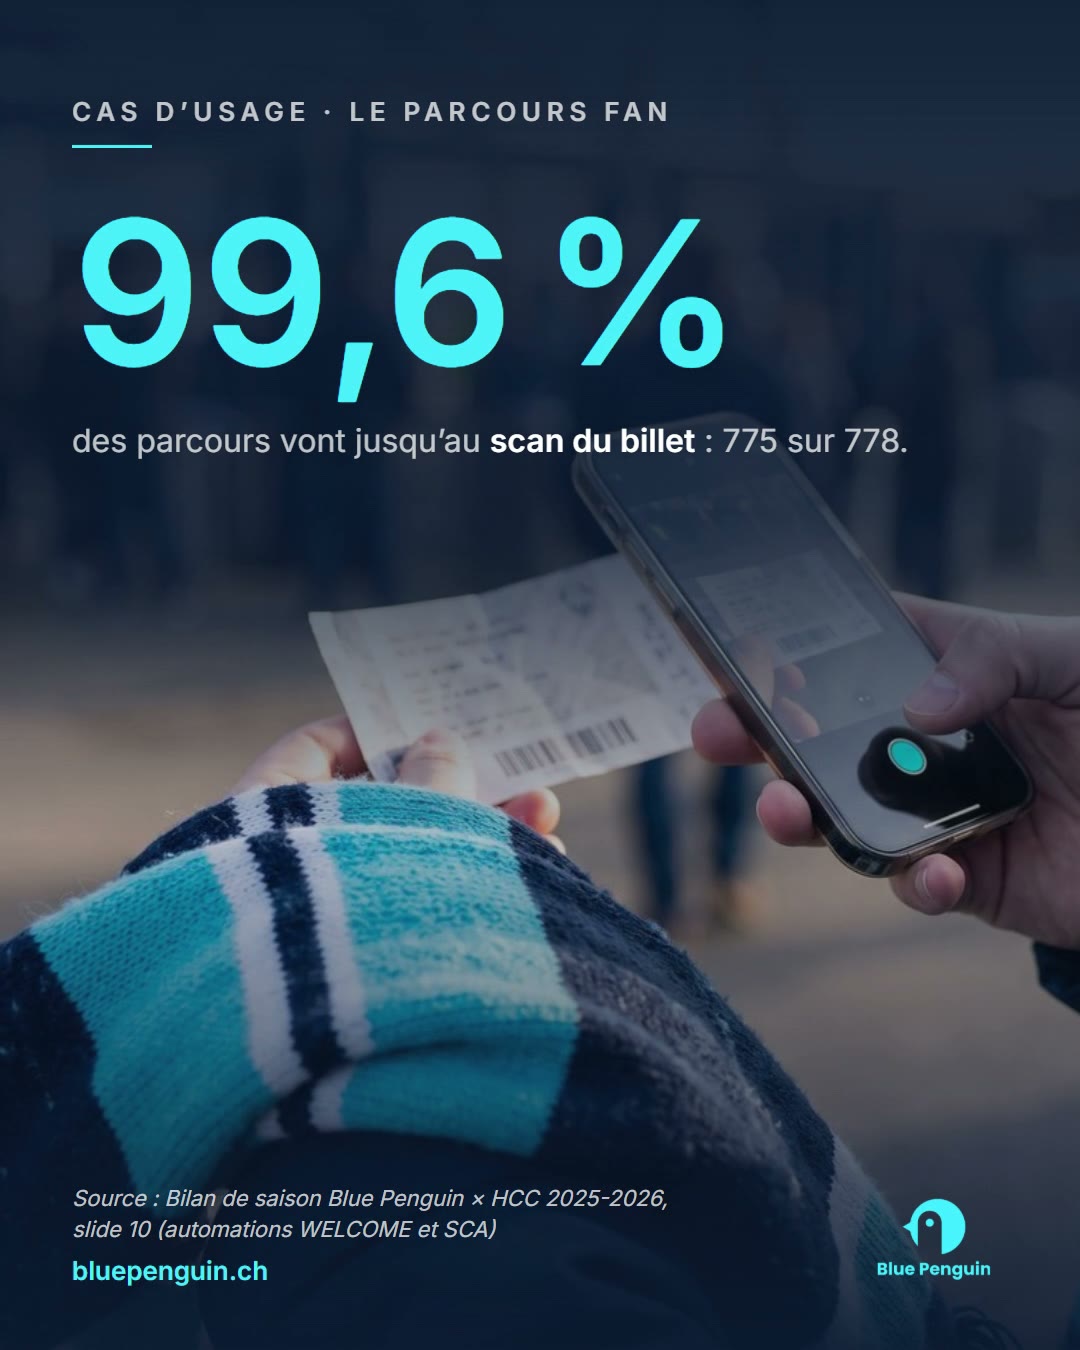 CAS D’USAGE · LE PARCOURS FAN
99,6 %
des parcours vont jusqu’au scan du billet : 775 sur 778.
Source : Bilan de saison Blue Penguin × HCC 2025-2026,
slide 10 (automations WELCOME et SCA)
bluepenguin.ch
Blue Penguin